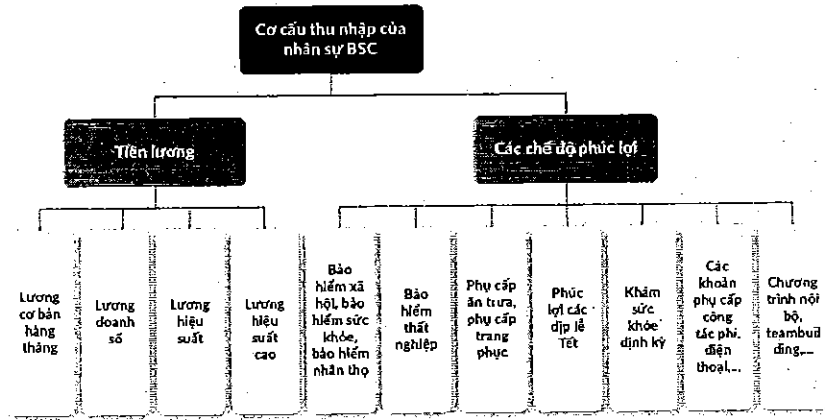 Cơ cấu thu nhập của
nhân sự BSC
Tiền lương
Các chế độ phúc lợi
Lương
cơ bản
hàng
tháng
Lương
doanh
số
Lương
hiệu
suất
Lương
hiệu
suất
cao
Bảo
hiểm xã
hội, bảo
hiểm sức
khỏe,
bảo hiểm
nhân thọ
Bảo
hiểm
thất
nghiệp
Phụ cấp
ăn trưa,
phụ cấp
trang
phục
Phúc
lợi các
dịp lễ
Tết
Khám
sức
khỏe
định kỳ
Các
khoản
phụ cấp
công
tác phí,
điện
thoại,...
Chương
trình nội
bộ,
teambuil
ding,...